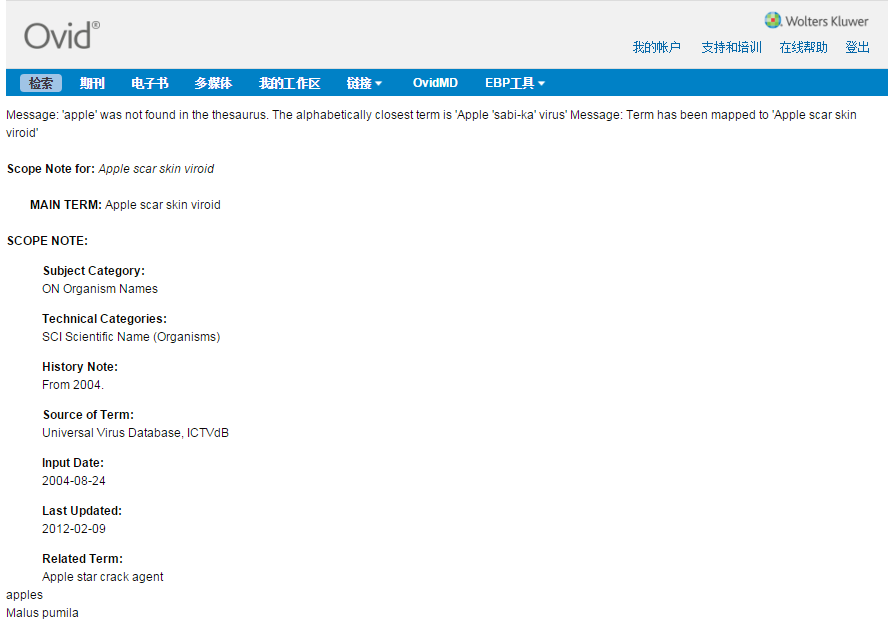 Ovid®
Wolters Kluwer
我的帐户 支持和培训 在线帮助 登出
检索 期刊 电子书 多媒体 我的工作区 链接 OvidMD EBP工具
Message: 'apple' was not found in the thesaurus. The alphabetically closest term is 'Apple 'sabi-ka' virus' Message: Term has been mapped to 'Apple scar skin
viroid'
Scope Note for: Apple scar skin viroid
MAIN TERM: Apple scar skin viroid
SCOPE NOTE:
Subject Category:
ON Organism Names
Technical Categories:
SCI Scientific Name (Organisms)
History Note:
From 2004.
Source of Term:
Universal Virus Database, ICTVdB
Input Date:
2004-08-24
Last Updated:
2012-02-09
Related Term:
Apple star crack agent
apples
Malus pumila